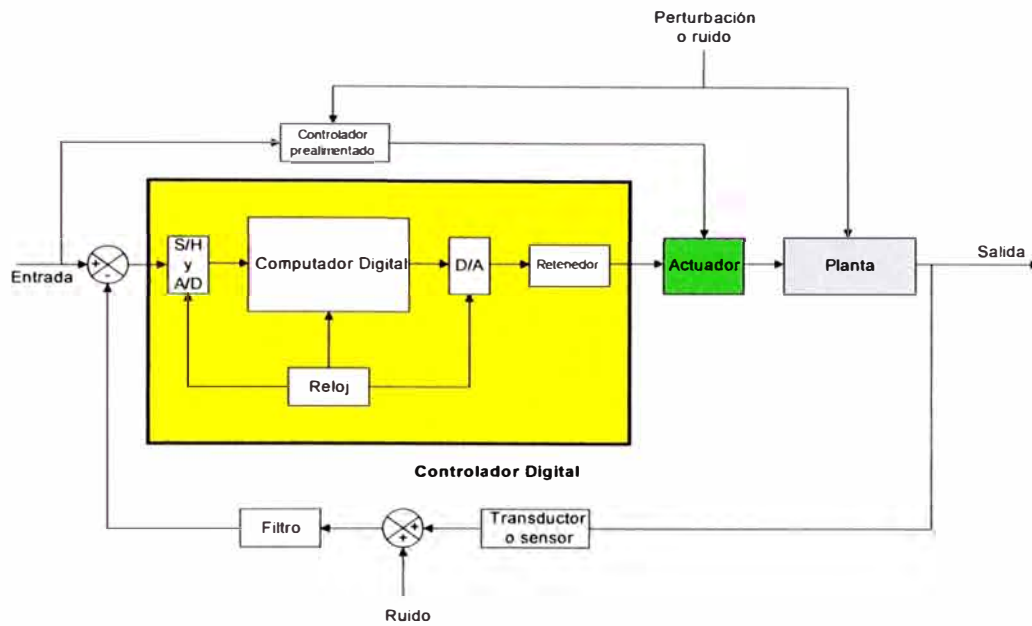 Perturbación
o ruido
Controlador
prealimentado
S/H
y
A/D
Computador Digital
D/A
Retenedor
Actuador
Planta
Entrada
+
-
Salida
Reloj
Controlador Digital
Filtro
+
+
Transductor
o sensor
Ruido